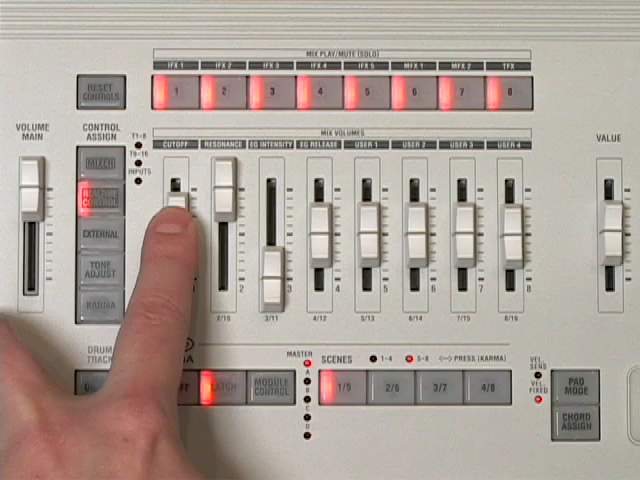 MIX PLAY/MUTE (SOLO)
IFX 1 IFX 2 IFX 3 IFX 4 IFX 5 MFX 1 MFX 2 TFX
RESET CONTROLS
1 2 3 4 5 6 7 8
VOLUME MAIN
CONTROL ASSIGN
T1-8
T9-16
INPUTS
MIX VOLUMES
CUTOFF RESONANCE EG INTENSITY EG RELEASE USER 1 USER 2 USER 3 USER 4
VALUE
MIXER
REALTIME CONTROL
EXTERNAL
TONE ADJUST
KARMA
2 3 4 5 6 7 8
2/10 3/11 4/12 5/13 6/14 7/15 8/16
DRUM TRACK
MASTER
A
B
C
D
SCENES 1-4 5-8 PRESS (KARMA)
LATCH
MODULE CONTROL
1/5 2/6 3/7 4/8
VEL. SEND
VEL. FIXED
PAD MODE
CHORD ASSIGN